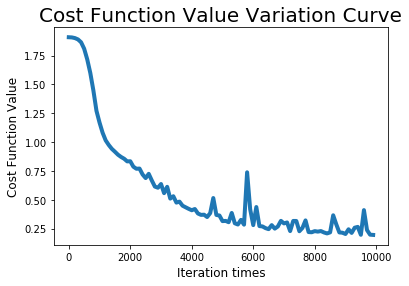 Cost Function Value Variation Curve
Cost Function Value
1.75
1.50
1.25
1.00
0.75
0.50
0.25
0 2000 4000 6000 8000 10000
Iteration times